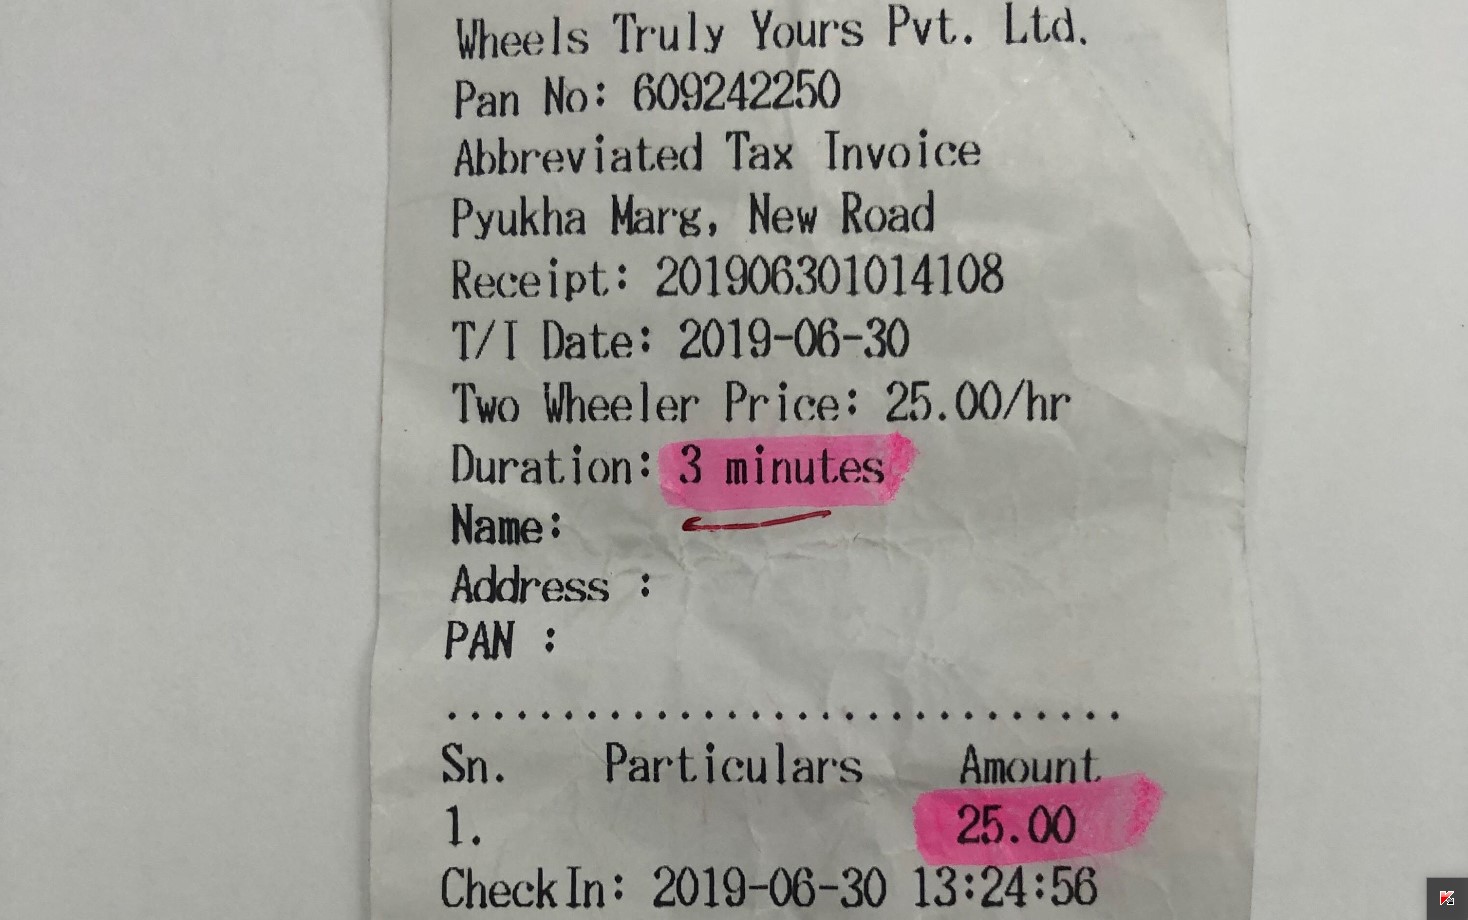 Wheels Truly Yours Pvt. Ltd.
Pan No: 609242250
Abbreviated Tax Invoice
Pyukha Marg, New Road
Receipt: 201906301014108
T/I Date: 2019-06-30
Two Wheeler Price: 25.00/hr
Duration: 3 minutes
Name:
Address :
PAN :
..............................
Sn. Particulars Amount
1. 25.00
CheckIn: 2019-06-30 13:24:56